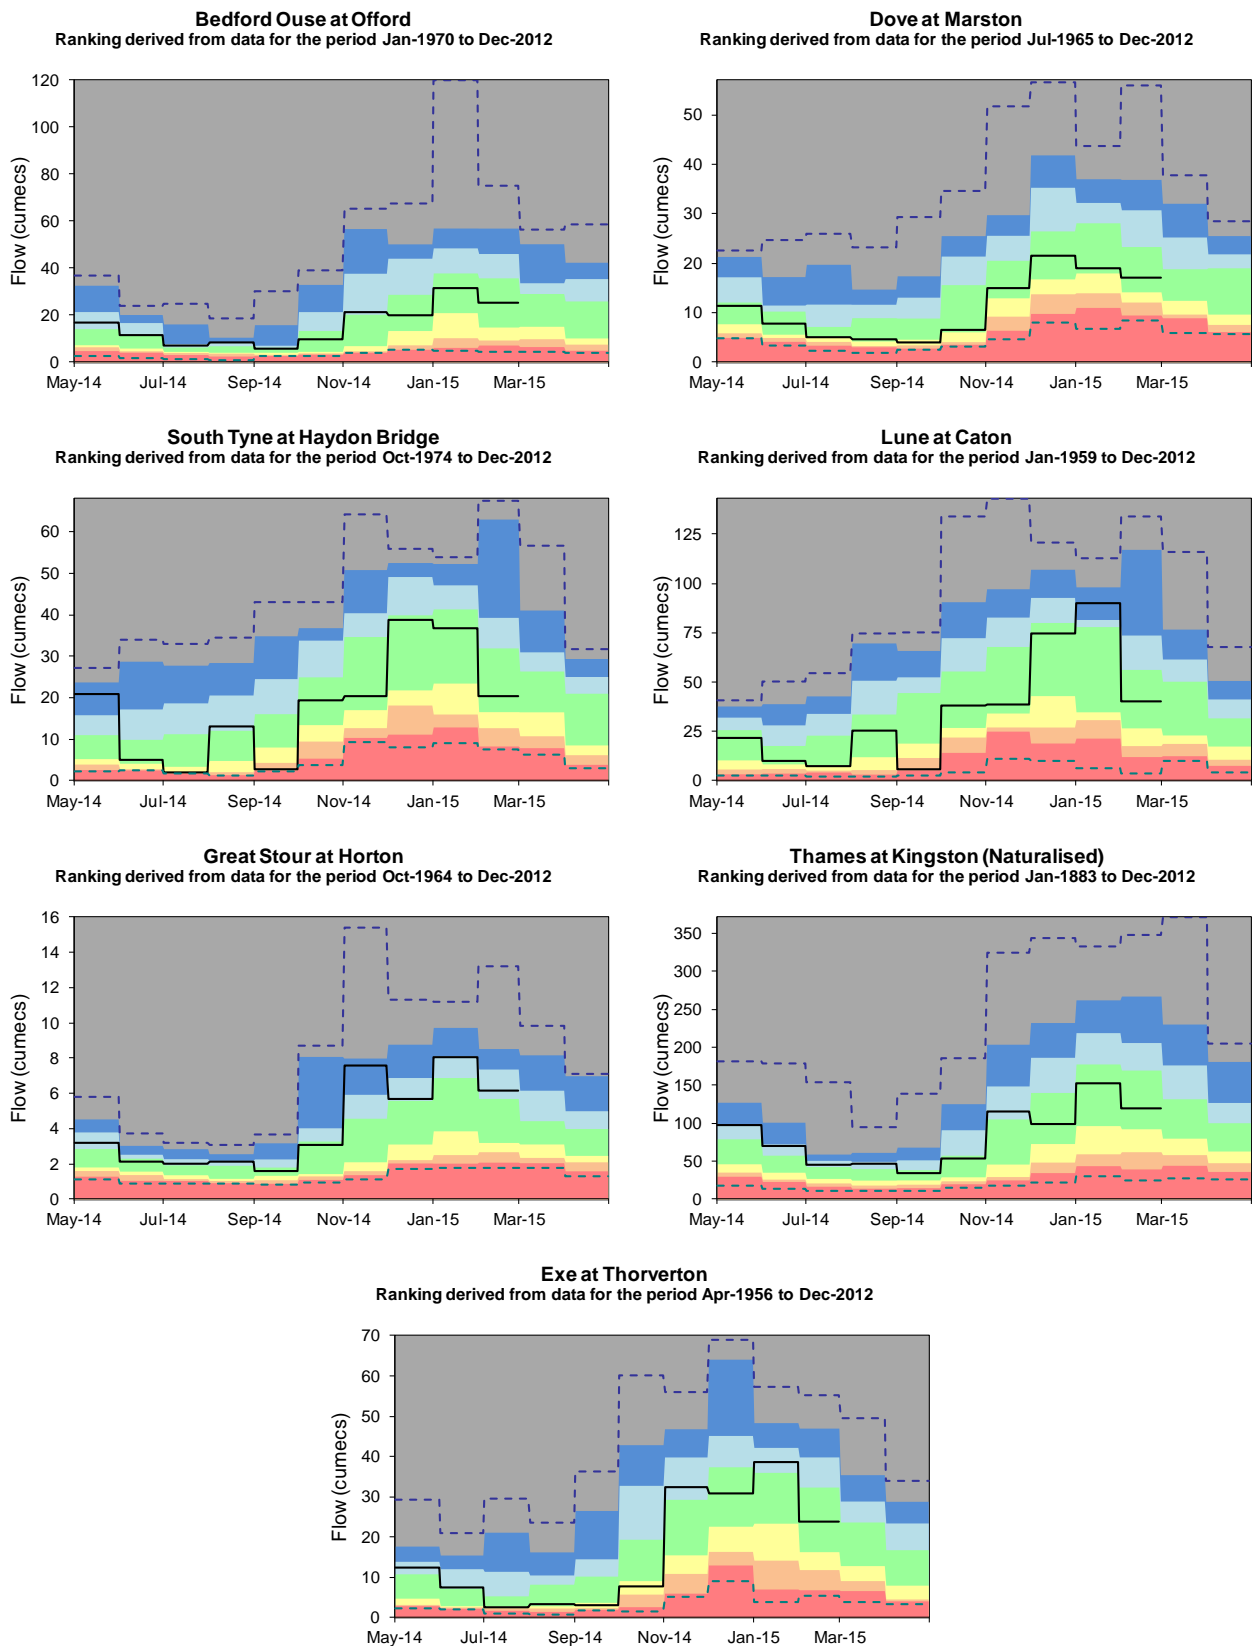 Bedford Ouse at Offord
Ranking derived from data for the period Jan-1970 to Dec-2012
Flow (cumecs)
120
100
80
60
40
20
0
May-14 Jul-14 Sep-14 Nov-14 Jan-15 Mar-15
Dove at Marston
Ranking derived from data for the period Jul-1965 to Dec-2012
Flow (cumecs)
50
40
30
20
10
0
May-14 Jul-14 Sep-14 Nov-14 Jan-15 Mar-15
South Tyne at Haydon Bridge
Ranking derived from data for the period Oct-1974 to Dec-2012
Flow (cumecs)
60
50
40
30
20
10
0
May-14 Jul-14 Sep-14 Nov-14 Jan-15 Mar-15
Lune at Caton
Ranking derived from data for the period Jan-1959 to Dec-2012
Flow (cumecs)
125
100
75
50
25
0
May-14 Jul-14 Sep-14 Nov-14 Jan-15 Mar-15
Great Stour at Horton
Ranking derived from data for the period Oct-1964 to Dec-2012
Flow (cumecs)
16
14
12
10
8
6
4
2
0
May-14 Jul-14 Sep-14 Nov-14 Jan-15 Mar-15
Thames at Kingston (Naturalised)
Ranking derived from data for the period Jan-1883 to Dec-2012
Flow (cumecs)
350
300
250
200
150
100
50
0
May-14 Jul-14 Sep-14 Nov-14 Jan-15 Mar-15
Exe at Thorverton
Ranking derived from data for the period Apr-1956 to Dec-2012
Flow (cumecs)
70
60
50
40
30
20
10
0
May-14 Jul-14 Sep-14 Nov-14 Jan-15 Mar-15